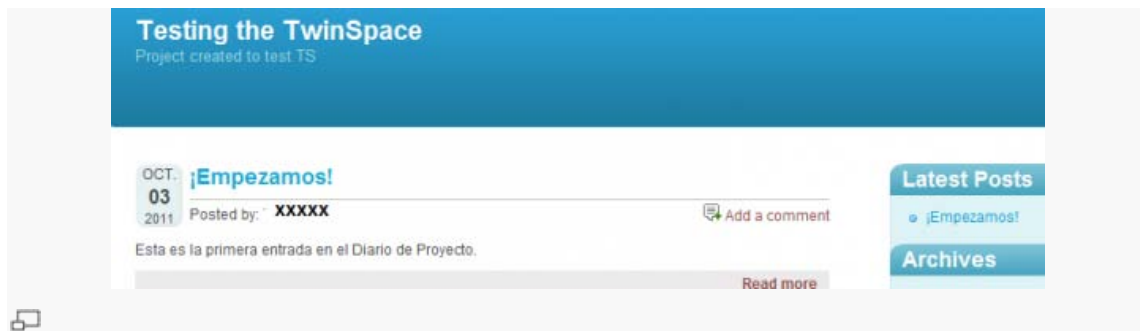 Testing the TwinSpace
Project created to test TS
OCT.
03
2011
¡Empezamos!
Posted by: XXXXX
Add a comment
Esta es la primera entrada en el Diario de Proyecto.
Read more
Latest Posts
¡Empezamos!
Archives